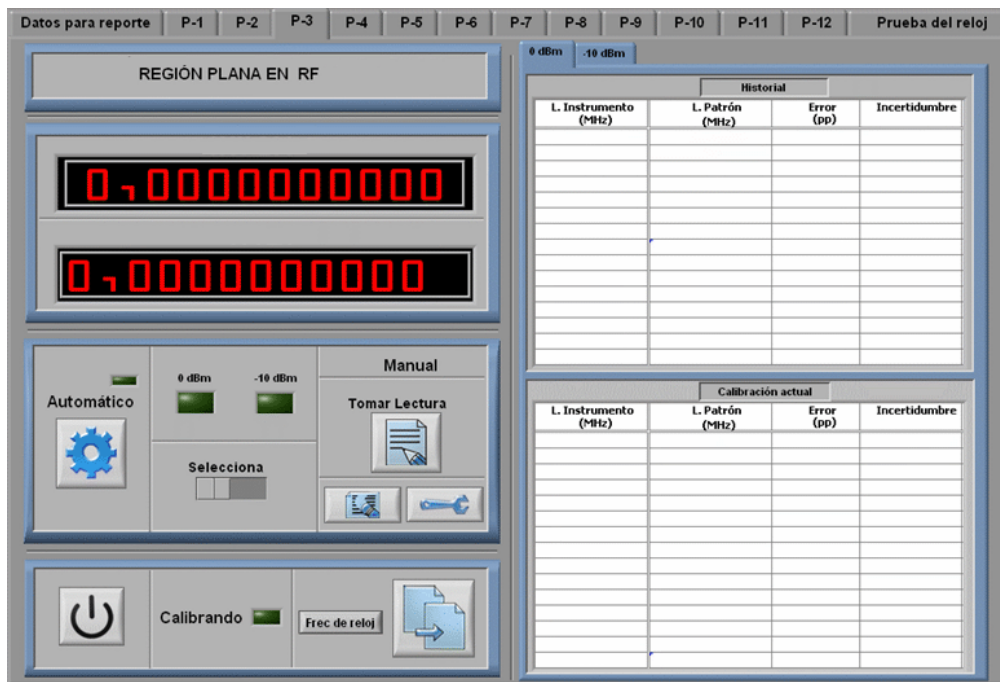 Datos para reporte P-1 P-2 P-3 P-4 P-5 P-6 P-7 P-8 P-9 P-10 P-11 P-12 Prueba del reloj
REGIÓN PLANA EN RF
0,0000000000
0,0000000000
Automático
0 dBm -10 dBm
Selecciona
Manual
Tomar Lectura
Calibrando
Frec de reloj
0 dBm -10 dBm
Historial
L. Instrumento (MHz) L. Patrón (MHz) Error (pp) Incertidumbre
Calibración actual
L. Instrumento (MHz) L. Patrón (MHz) Error (pp) Incertidumbre